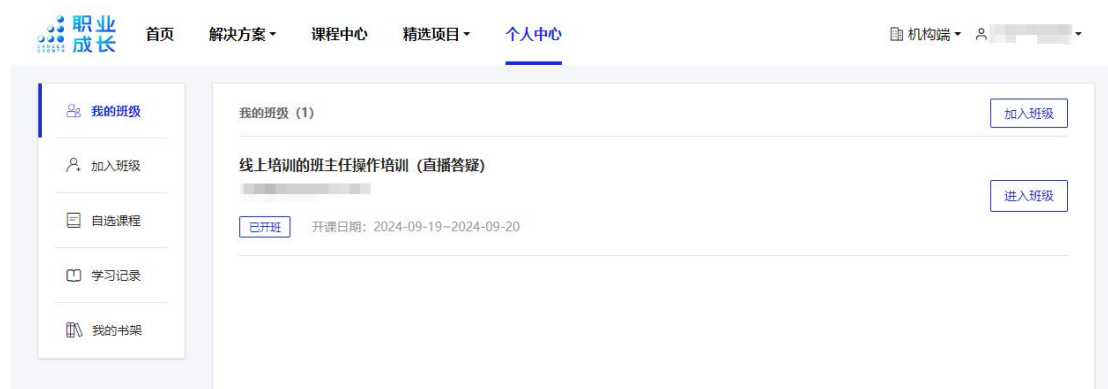 职业成长
CAREER GROWTH
首页 解决方案 课程中心 精选项目 个人中心 机构端
我的班级
加入班级
自选课程
学习记录
我的书架
我的班级（1） 加入班级
线上培训的班主任操作培训（直播答疑）
进入班级
已开班 开课日期：2024-09-19~2024-09-20